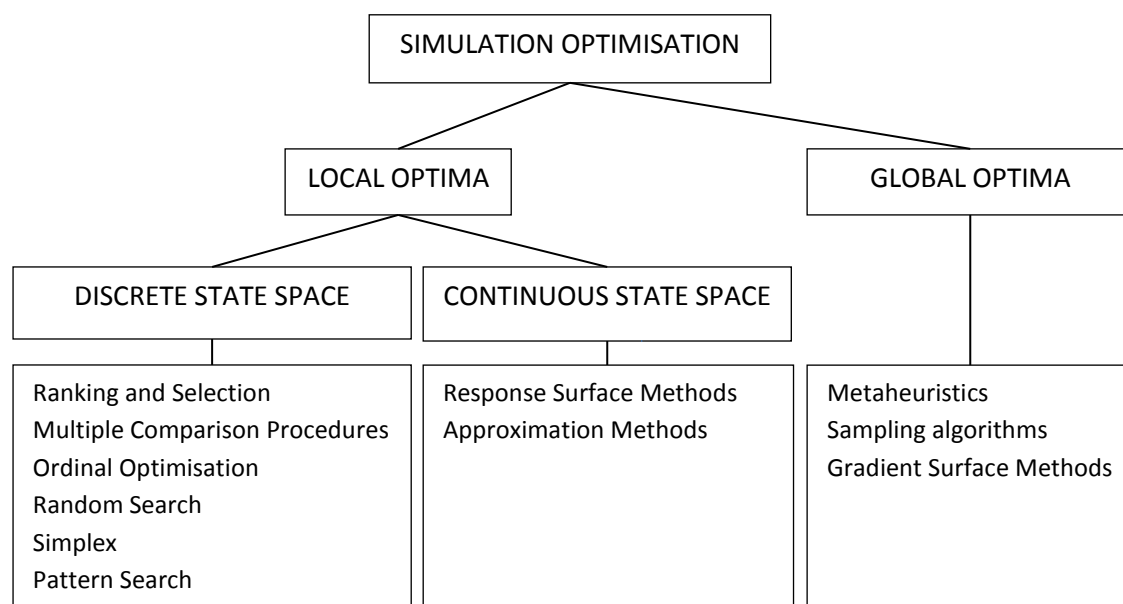 SIMULATION OPTIMISATION
LOCAL OPTIMA
GLOBAL OPTIMA
DISCRETE STATE SPACE
CONTINUOUS STATE SPACE
Ranking and Selection
Multiple Comparison Procedures
Ordinal Optimisation
Random Search
Simplex
Pattern Search
Response Surface Methods
Approximation Methods
Metaheuristics
Sampling algorithms
Gradient Surface Methods